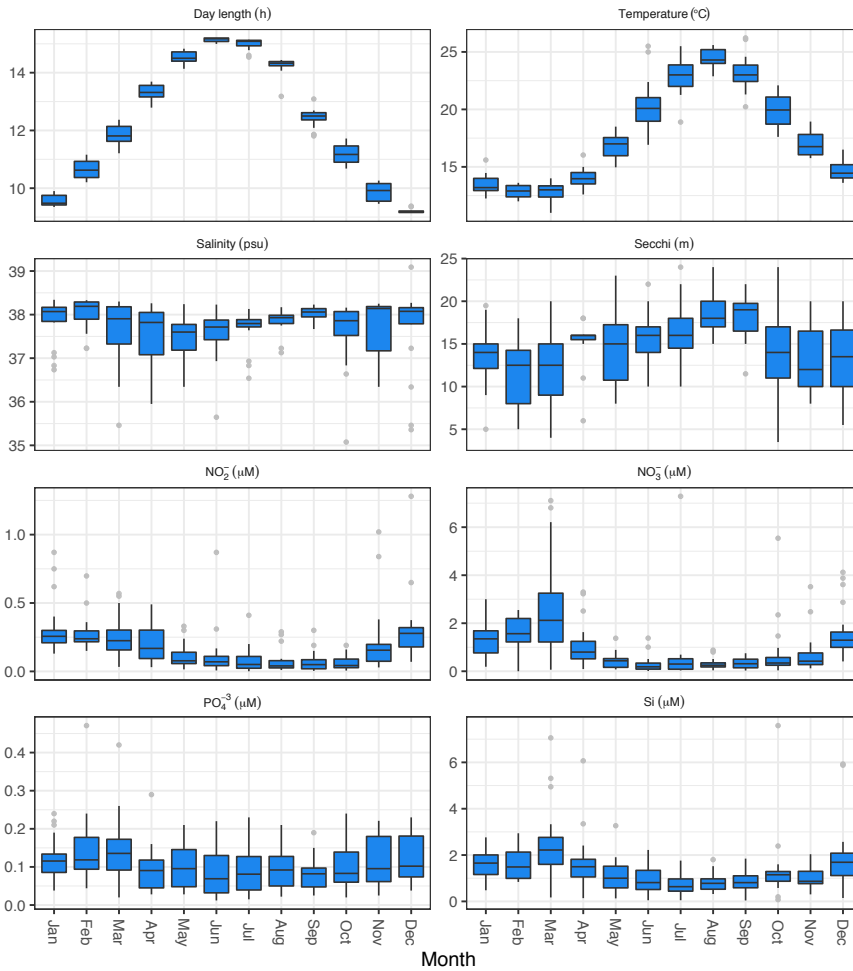 Day length (h)
Temperature (°C)
14
12
10
25
20
15
Salinity (psu)
Secchi (m)
39
38
37
36
35
25
20
15
10
5
NO₂⁻ (μM)
NO₃⁻ (μM)
1.0
0.5
0.0
6
4
2
0
PO₄⁻³ (μM)
Si (μM)
0.4
0.3
0.2
0.1
0.0
6
4
2
0
Jan Feb Mar Apr May Jun Jul Aug Sep Oct Nov Dec
Jan Feb Mar Apr May Jun Jul Aug Sep Oct Nov Dec
Month